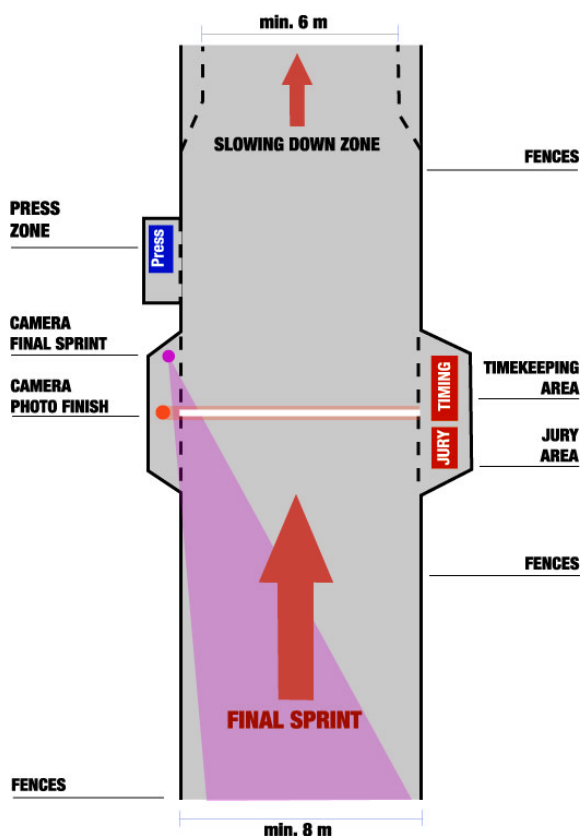 min. 6 m
SLOWING DOWN ZONE
FENCES
PRESS
ZONE
Press
CAMERA
FINAL SPRINT
TIMING
TIMEKEEPING
AREA
CAMERA
PHOTO FINISH
JURY
JURY
AREA
FENCES
FINAL SPRINT
FENCES
min. 8 m